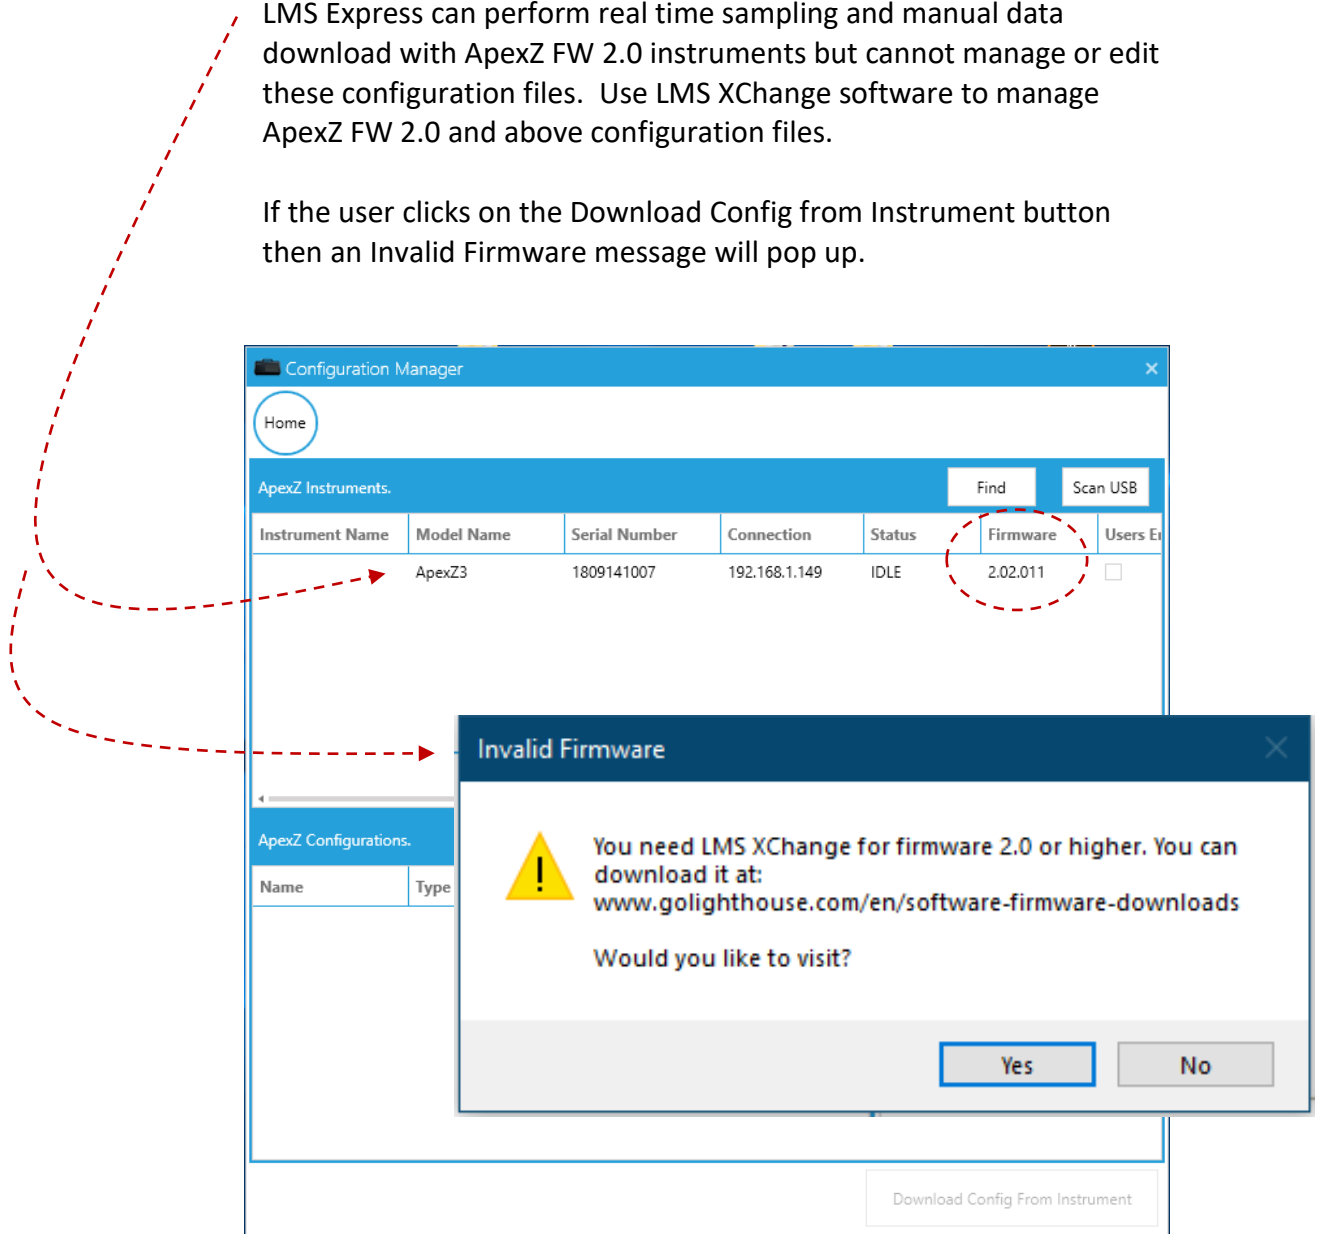 LMS Express can perform real time sampling and manual data
download with ApexZ FW 2.0 instruments but cannot manage or edit
these configuration files.  Use LMS XChange software to manage
ApexZ FW 2.0 and above configuration files.
If the user clicks on the Download Config from Instrument button
then an Invalid Firmware message will pop up.
Configuration Manager
Home
ApexZ Instruments. Find Scan USB
Instrument Name Model Name Serial Number Connection Status Firmware Users
ApexZ3 1809141007 192.168.1.149 IDLE 2.02.011
Invalid Firmware
ApexZ Configurations.
Name Type
You need LMS XChange for firmware 2.0 or higher. You can
download it at:
www.golighthouse.com/en/software-firmware-downloads
Would you like to visit?
Yes No
Download Config From Instrument